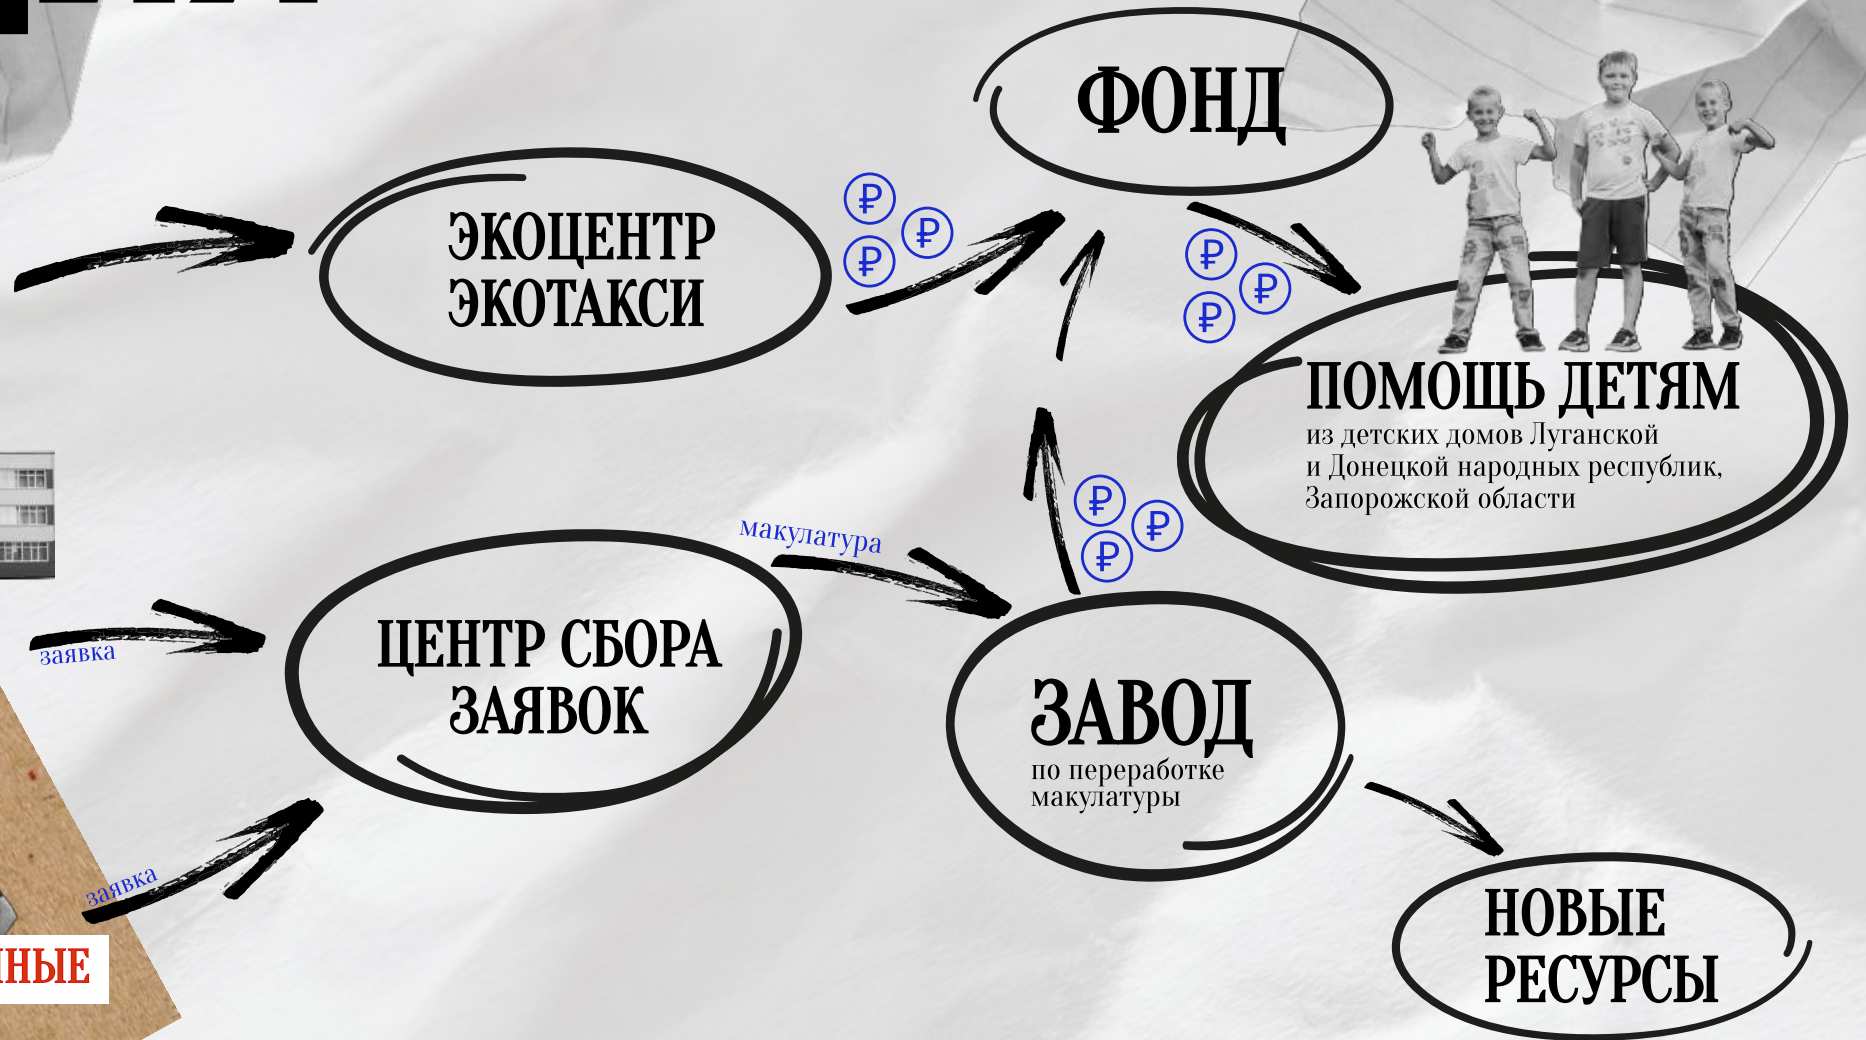 ФОНД
ЭКОЦЕНТР
ЭКОТАКСИ
₽
₽
₽
₽
₽
₽
ПОМОЩЬ ДЕТЯМ
из детских домов Луганской
и Донецкой народных республик,
Запорожской области
₽
₽
₽
макулатура
заявка
ЦЕНТР СБОРА
ЗАЯВОК
ЗАВОД
по переработке
макулатуры
заявка
НЫЕ
НОВЫЕ
РЕСУРСЫ